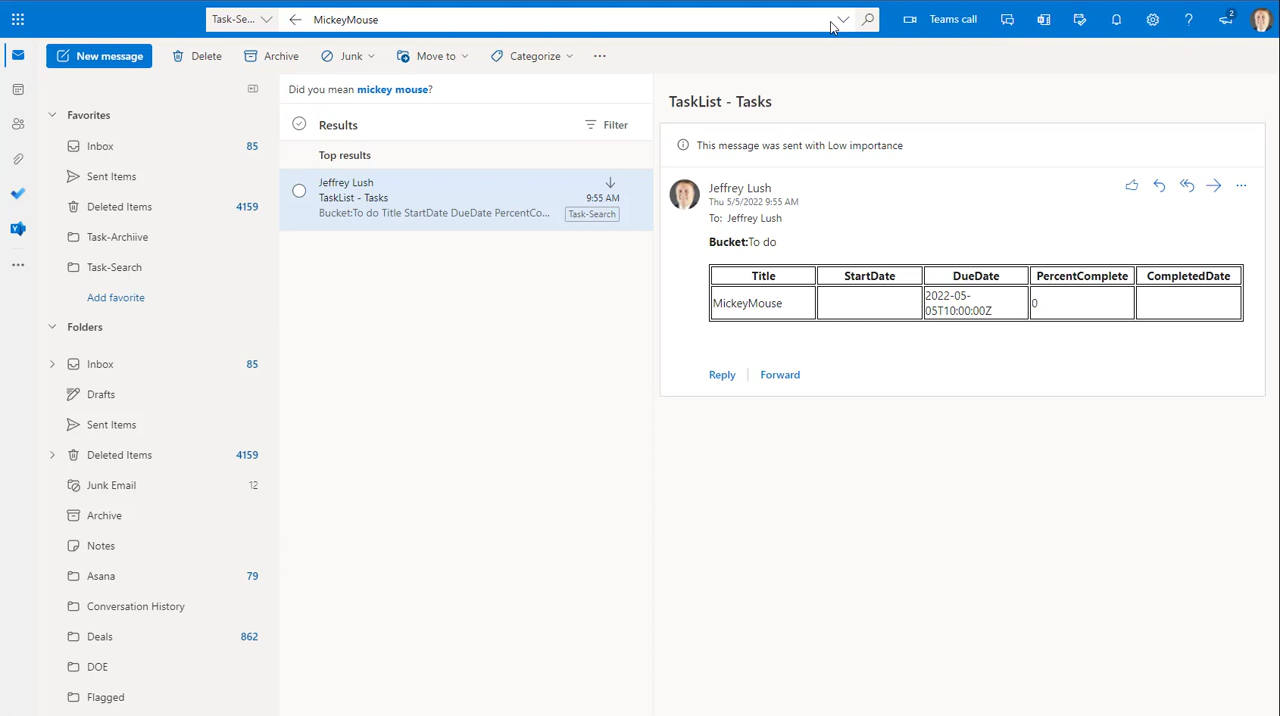 Task-Se... MickeyMouse Teams call 2
New message Delete Archive Junk Move to Categorize ...
Favorites
Inbox 85
Sent Items
Deleted Items 4159
Task-Archiive
Task-Search
Add favorite
Folders
Inbox 85
Drafts
Sent Items
Deleted Items 4159
Junk Email 12
Archive
Notes
Asana 79
Conversation History
Deals 862
DOE
Flagged
Did you mean mickey mouse?
Results Filter
Top results
Jeffrey Lush
TaskList - Tasks 9:55 AM
Bucket:To do Title StartDate DueDate PercentCo... Task-Search
TaskList - Tasks
This message was sent with Low importance
Jeffrey Lush
Thu 5/5/2022 9:55 AM
To: Jeffrey Lush
Bucket:To do
Title StartDate DueDate PercentComplete CompletedDate
MickeyMouse 2022-05-
05T10:00:00Z 0
Reply Forward